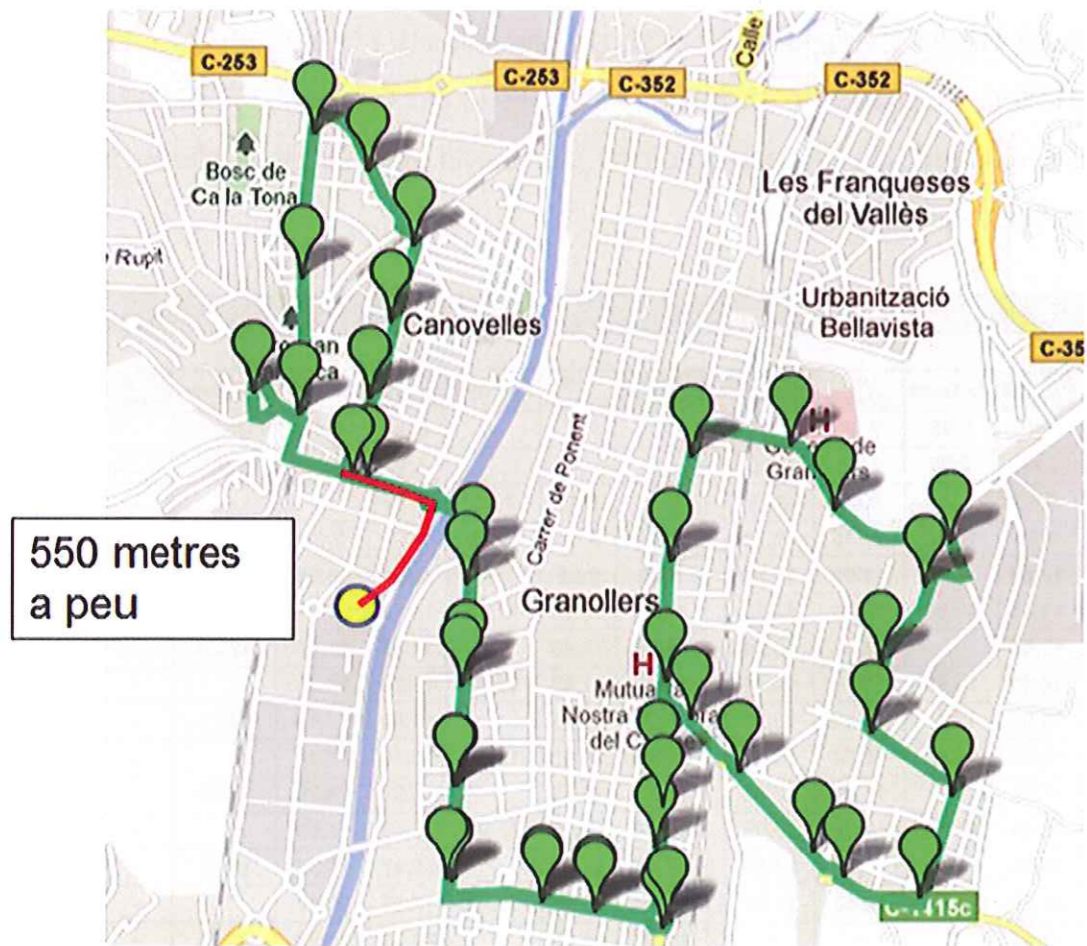 C-253
C-253
C-352
C-352
Calle
Bosc de
Ca la Tona
Les Franqueses
del Vallès
Rupit
Urbanització
Bellavista
Canovelles
C-35
Carrer de Ponent
H
de
550 metres
a peu
Granollers
H
Mutua
Nostra
del
C-1415c